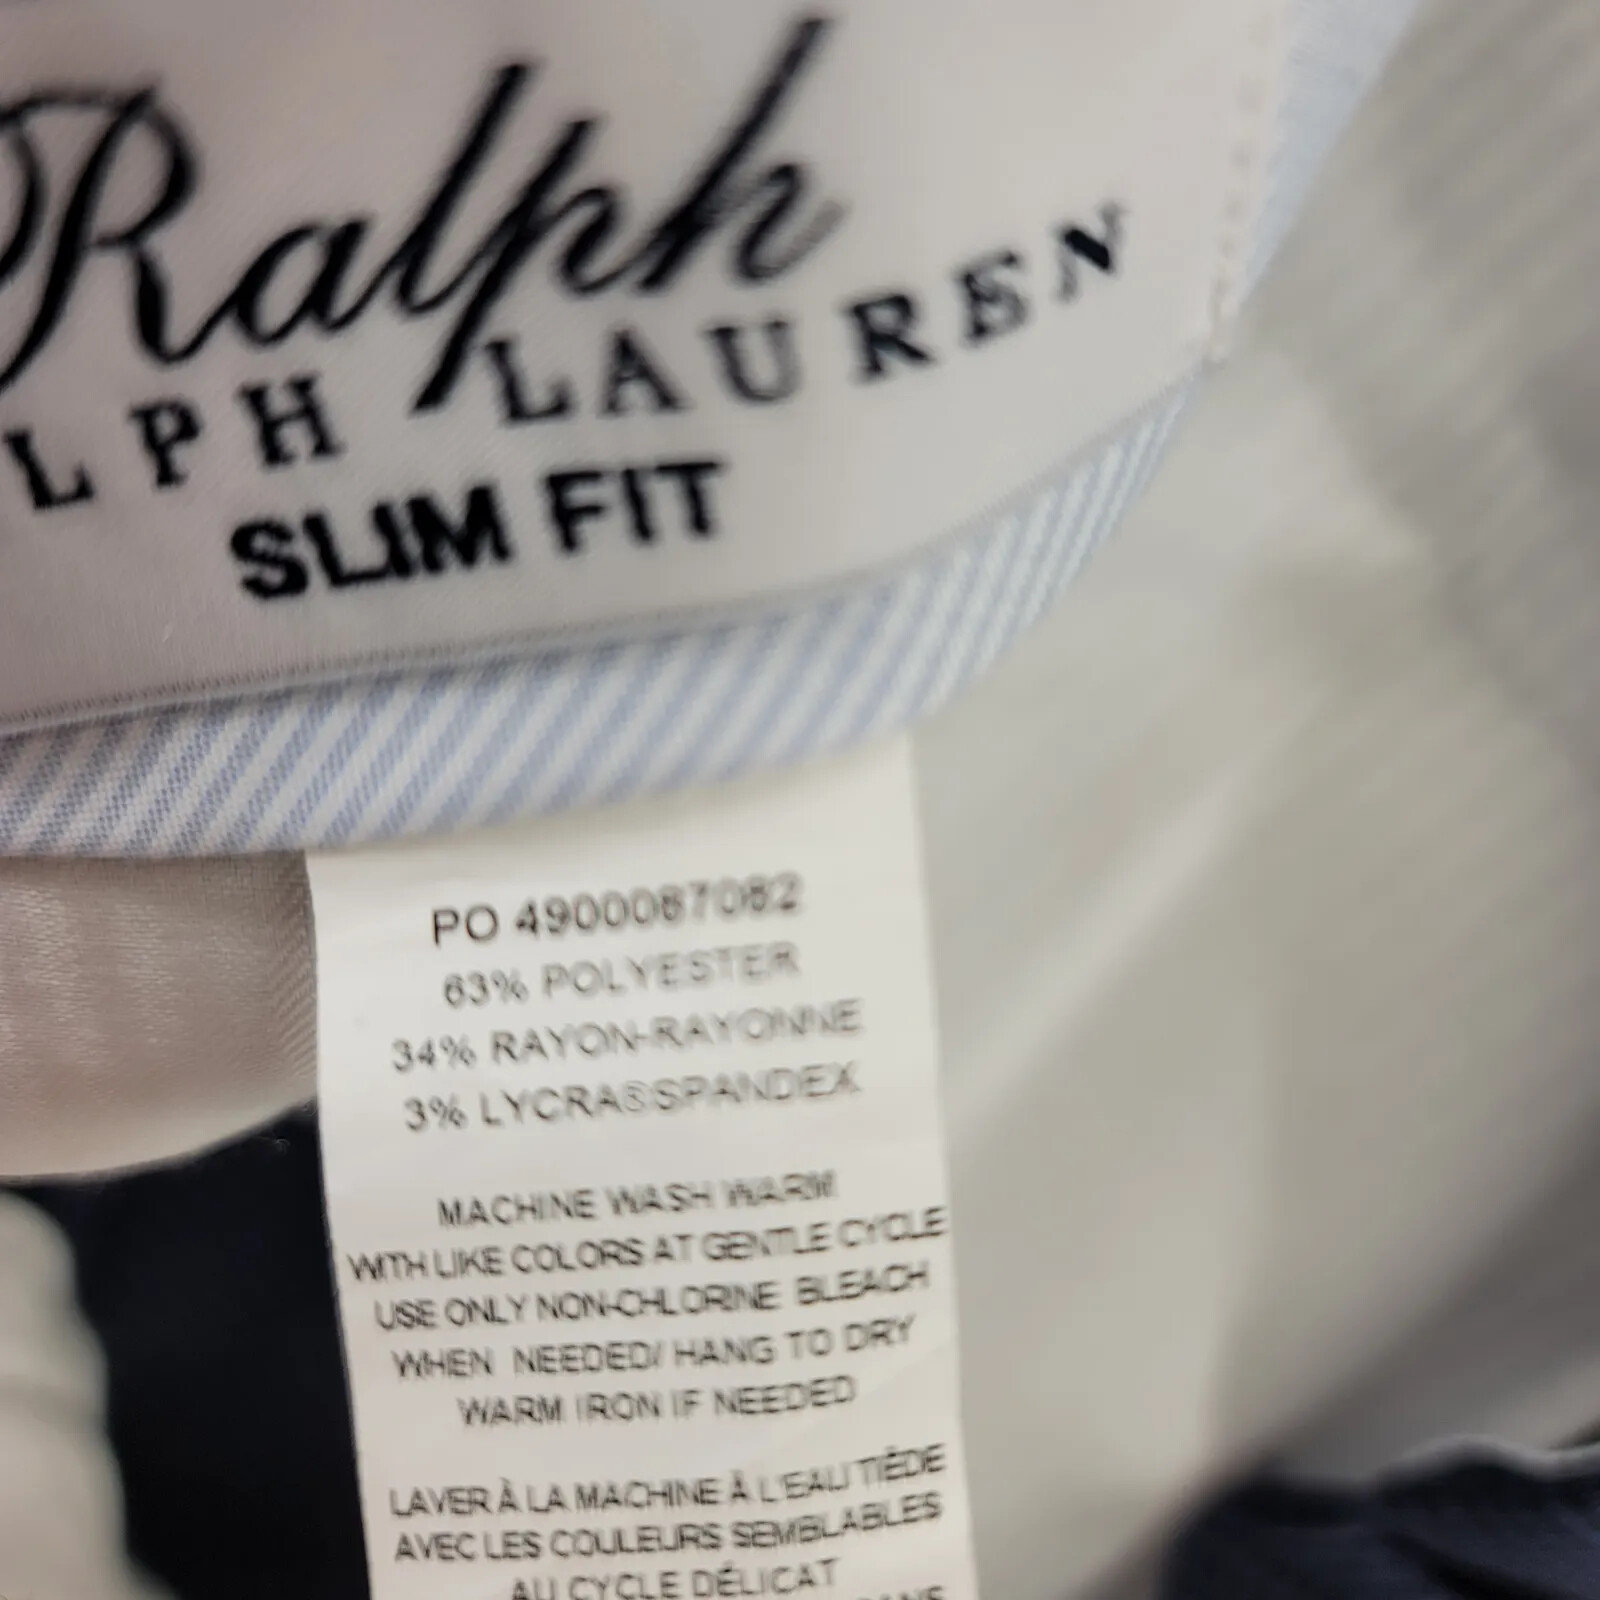 Ralph
LPH LAUREN
SLIM FIT
PO 4900087082
63% POLYESTER
34% RAYON-RAYONNE
3% LYCRA®SPANDEX
MACHINE WASH WARM
WITH LIKE COLORS AT GENTLE CYCLE
USE ONLY NON-CHLORINE BLEACH
WHEN NEEDED/ HANG TO DRY
WARM IRON IF NEEDED
LAVER À LA MACHINE À L'EAU TIÈDE
AVEC LES COULEURS SEMBLABLES
AU CYCLE DÉLICAT